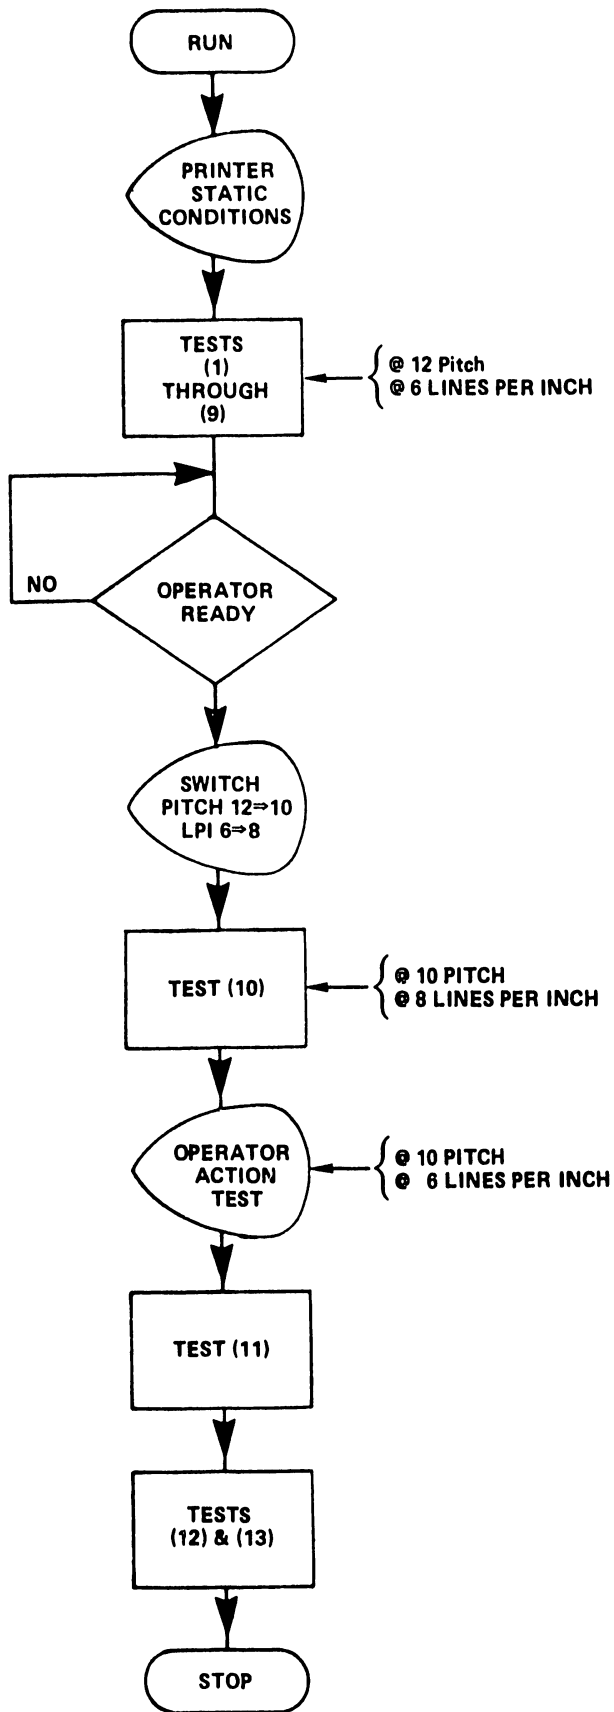 RUN
PRINTER
STATIC
CONDITIONS
TESTS
(1)
THROUGH
(9)
@ 12 Pitch
@ 6 LINES PER INCH
NO
OPERATOR
READY
SWITCH
PITCH 12⇒10
LPI 6⇒8
TEST (10)
@ 10 PITCH
@ 8 LINES PER INCH
OPERATOR
ACTION
TEST
@ 10 PITCH
@ 6 LINES PER INCH
TEST (11)
TESTS
(12) & (13)
STOP